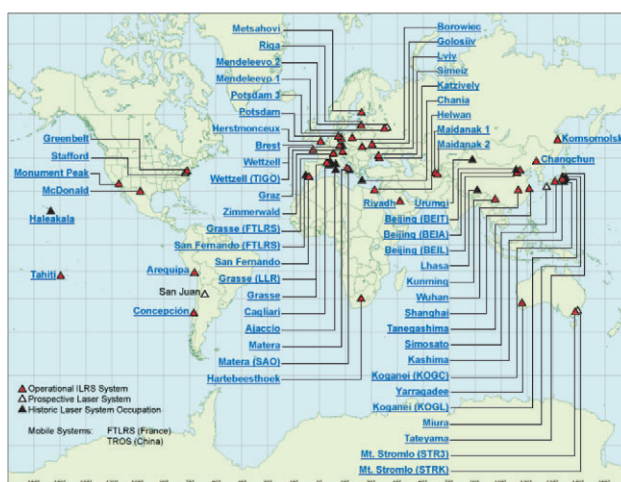 Metsahovi
Riga
Mendeleevo 2
Mendeleevo 1
Potsdam 3
Potsdam
Herstmonceux
Brest
Wettzell
Wettzell (TIGO)
Graz
Zimmerwald
Grasse (FTLRS)
San Fernando (FTLRS)
San Fernando
Grasse (LLR)
Grasse
Cagliari
Ajaccio
Matera
Matera (SAO)
Hartebeesthoek
Borowiec
Golosiiv
Lviv
Simeiz
Katzively
Chania
Helwan
Maidanak 1
Maidanak 2
Greenbelt
Stafford
Monument Peak
McDonald
Haleakala
Tahiti
Arequipa
San Juan
Concepción
Komsomolsk
Changchun
Riyadh
Urumqi
Beijing (BEIT)
Beijing (BEIA)
Beijing (BEIL)
Lhasa
Kunming
Wuhan
Shanghai
Tanegashima
Simosato
Kashima
Koganei (KOGC)
Yarragadee
Koganei (KOGL)
Miura
Tateyama
Mt. Stromlo (STR3)
Mt. Stromlo (STRK)
Operational ILRS System
Prospective Laser System
Historic Laser System Occupation
Mobile Systems: FTLRS (France)
TROS (China)